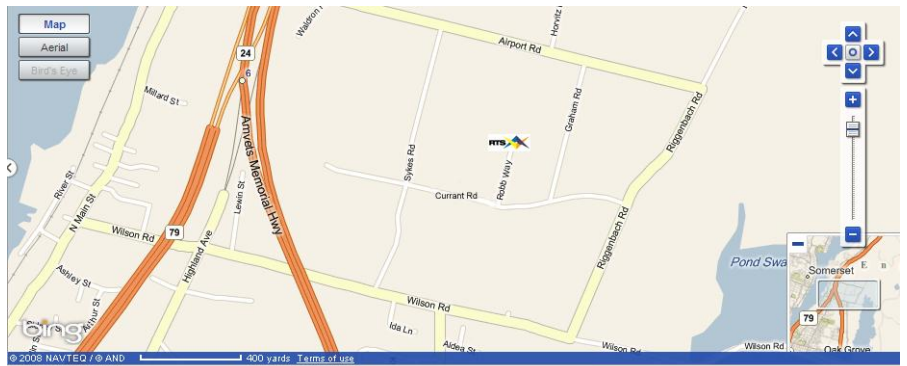 Map
Aerial
Bird's Eye
24
6
Waldron
Horvitz
Airport Rd
Millard St
Amvets Memorial Hwy
Sykes Rd
RTS
Graham Rd
Riggenbach Rd
River St
N Main St
Lewin St
Currant Rd
Robb Way
Wilson Rd
79
Highland Ave
Riggenbach Rd
Pond Swa
Somerset
E B
79
Oak Grove
Ashley St
Arthur St
Wilson Rd
Ida Ln
Aldea St
Wilson Rd
Wilson Rd
bing
© 2008 NAVTEQ / © AND
400 yards
Terms of use